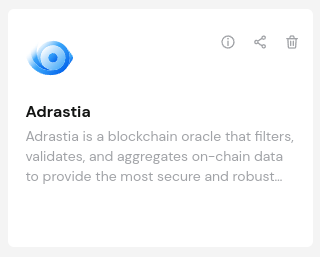 Adrastia
Adrastia is a blockchain oracle that filters,
validates, and aggregates on-chain data
to provide the most secure and robust...